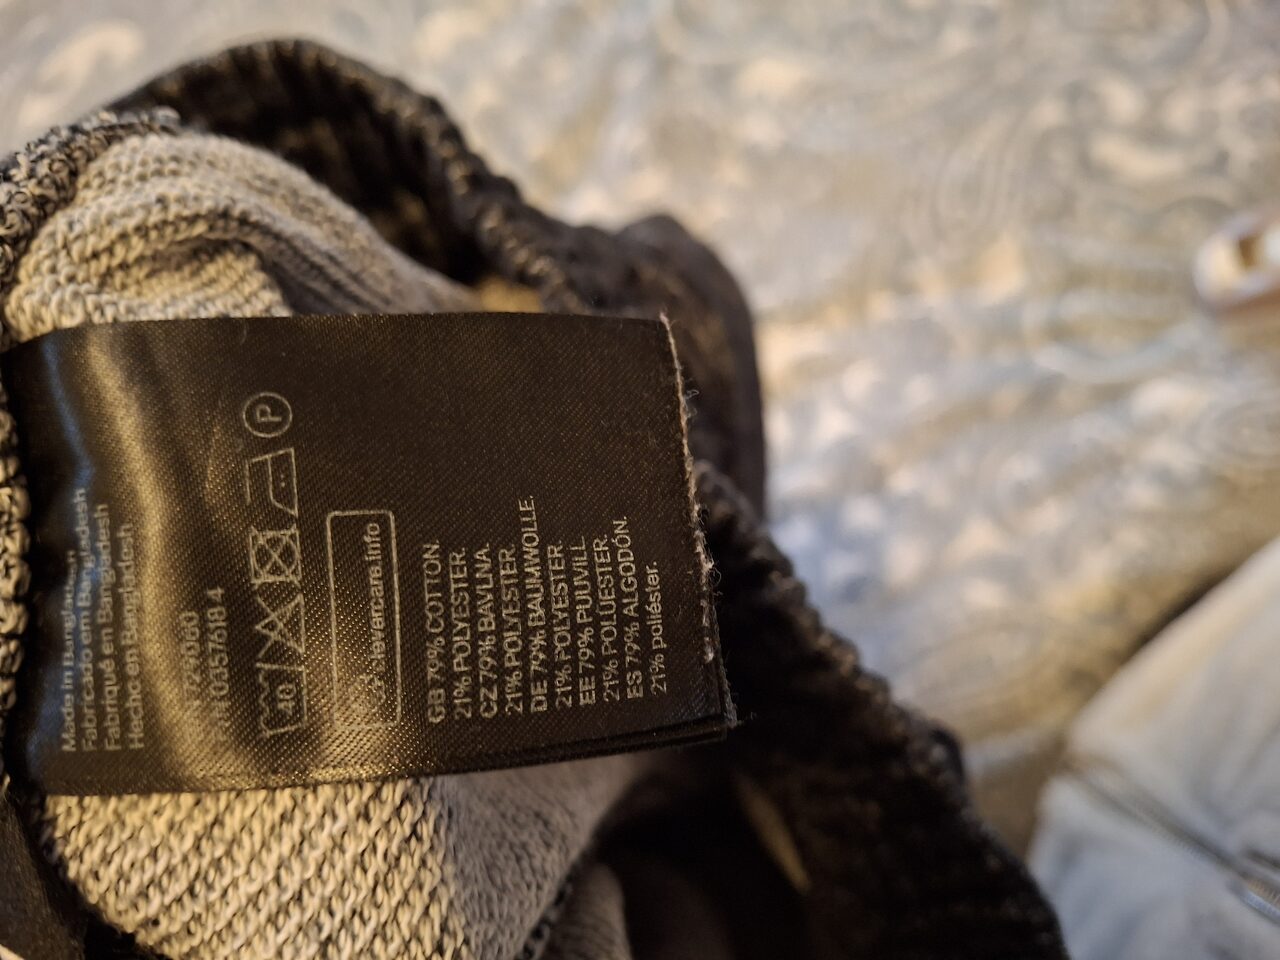 Made in
Fabricado em Bangladesh
Fabriqué en Bangladesh
Hecho en Bangladesh
40
P
clevercare.info
GB 79% COTTON.
21% POLYESTER.
CZ 79% BAVLNA.
21% POLYESTER.
DE 79% BAUMWOLLE.
21% POLYESTER.
EE 79% PUUVILL.
21% POLÜESTER.
ES 79% ALGODÓN.
21% poliéster.